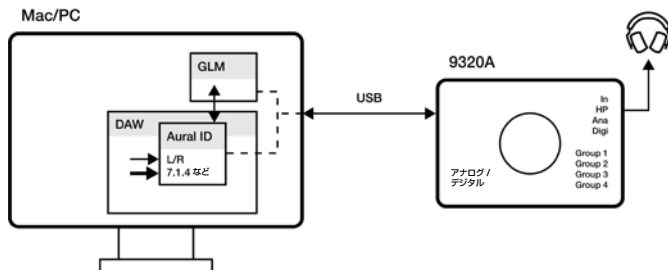 Mac/PC
GLM
DAW
Aural ID
L/R
7.1.4 など
USB
9320A
In
HP
Ana
Digi
Group 1
Group 2
Group 3
Group 4
アナログ /
デジタル